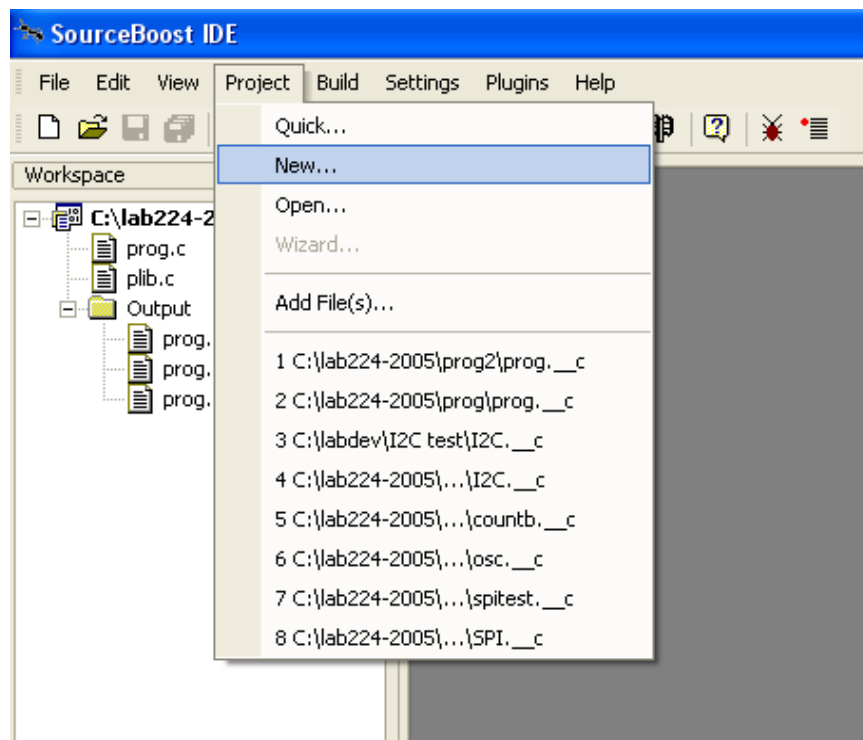 SourceBoost IDE
File Edit View Project Build Settings Plugins Help
Quick...
New...
Open...
Wizard...
Add File(s)...
1 C:\lab224-2005\prog2\prog.__c
2 C:\lab224-2005\prog\prog.__c
3 C:\labdev\I2C test\I2C.__c
4 C:\lab224-2005\...\I2C.__c
5 C:\lab224-2005\...\countb.__c
6 C:\lab224-2005\...\osc.__c
7 C:\lab224-2005\...\spitest.__c
8 C:\lab224-2005\...\SPI.__c
Workspace
C:\lab224-2
prog.c
plib.c
Output
prog.
prog.
prog.